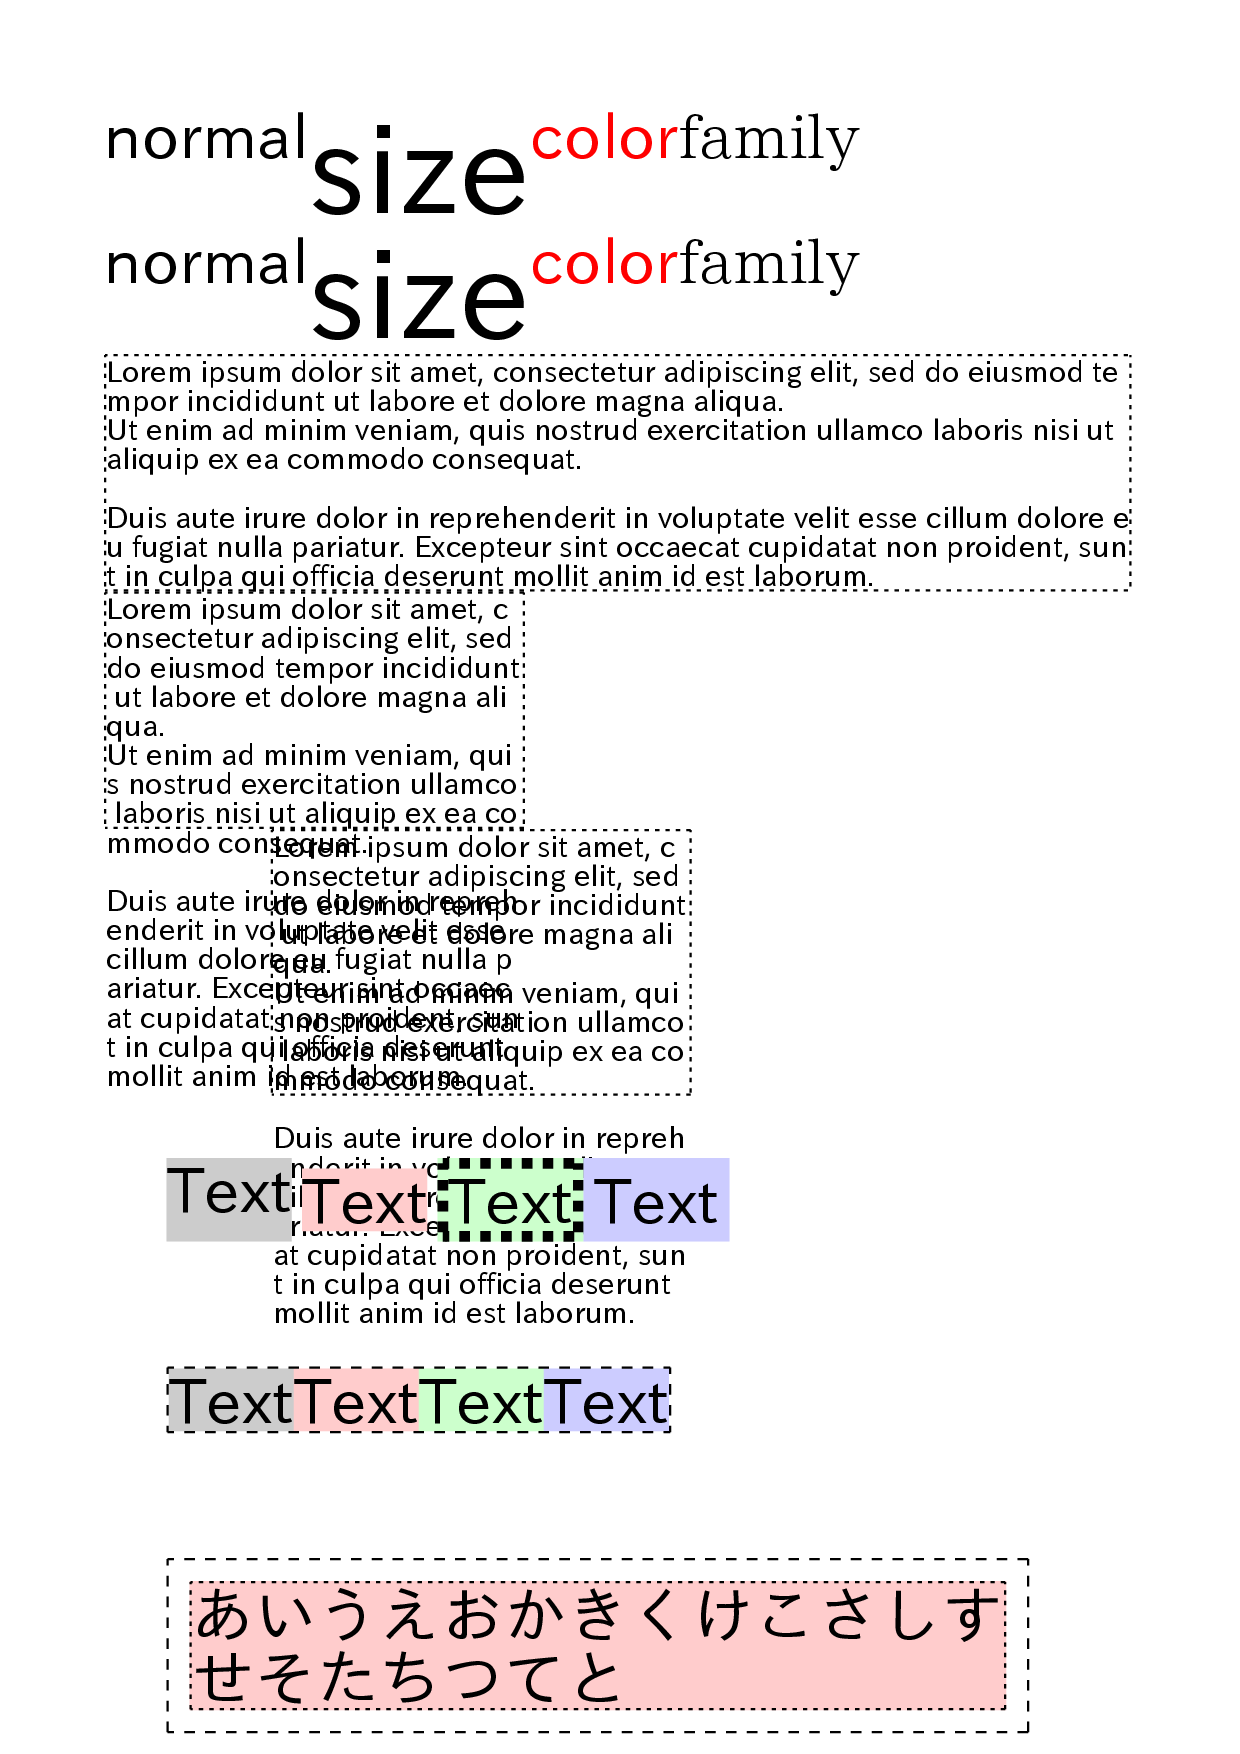 normalsizecolorfamily
normalsizecolorfamily
Lorem ipsum dolor sit amet, consectetur adipiscing elit, sed do eiusmod te
mpor incididunt ut labore et dolore magna aliqua.
Ut enim ad minim veniam, quis nostrud exercitation ullamco laboris nisi ut
aliquip ex ea commodo consequat.
Duis aute irure dolor in reprehenderit in voluptate velit esse cillum dolore e
u fugiat nulla pariatur. Excepteur sint occaecat cupidatat non proident, sun
t in culpa qui officia deserunt mollit anim id est laborum.
Lorem ipsum dolor sit amet, c
onsectetur adipiscing elit, sed
do eiusmod tempor incididunt
ut labore et dolore magna ali
qua.
Ut enim ad minim veniam, qui
s nostrud exercitation ullamco
laboris nisi ut aliquip ex ea co
mmodo consequat.
Duis aute irure dolor in repreh
enderit in voluptate velit esse
cillum dolore eu fugiat nulla p
ariatur. Excepteur sint occaec
at cupidatat non proident, sun
t in culpa qui officia deserunt
mollit anim id est laborum.
Lorem ipsum dolor sit amet, c
onsectetur adipiscing elit, sed
do eiusmod tempor incididunt
ut labore et dolore magna ali
qua.
Ut enim ad minim veniam, qui
s nostrud exercitation ullamco
laboris nisi ut aliquip ex ea co
mmodo consequat.
Duis aute irure dolor in repreh
Text Text Text Text
at cupidatat non proident, sun
t in culpa qui officia deserunt
mollit anim id est laborum.
TextTextTextText
あいうえおかきくけこさしす
せそたちつてと